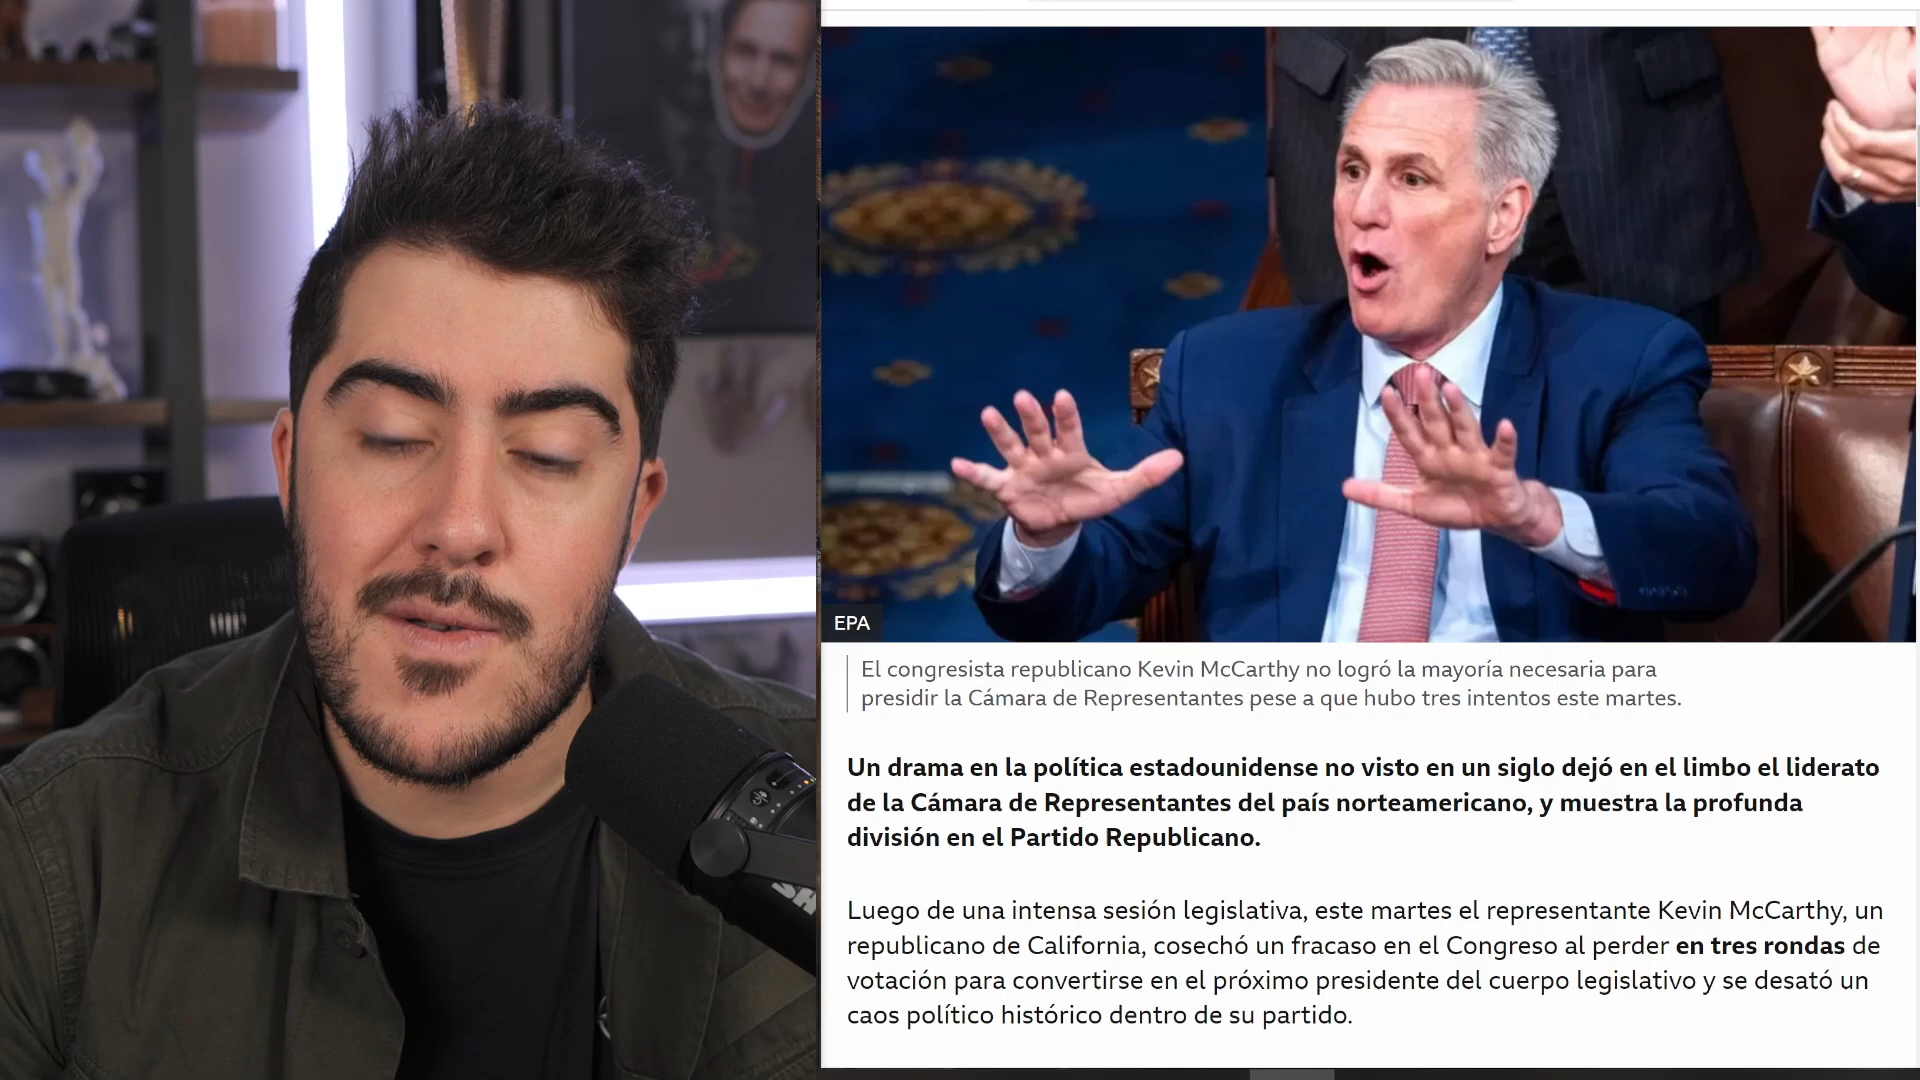 EPA
El congresista republicano Kevin McCarthy no logró la mayoría necesaria para
presidir la Cámara de Representantes pese a que hubo tres intentos este martes.
Un drama en la política estadounidense no visto en un siglo dejó en el limbo el liderato
de la Cámara de Representantes del país norteamericano, y muestra la profunda
división en el Partido Republicano.
Luego de una intensa sesión legislativa, este martes el representante Kevin McCarthy, un
republicano de California, cosechó un fracaso en el Congreso al perder en tres rondas de
votación para convertirse en el próximo presidente del cuerpo legislativo y se desató un
caos político histórico dentro de su partido.